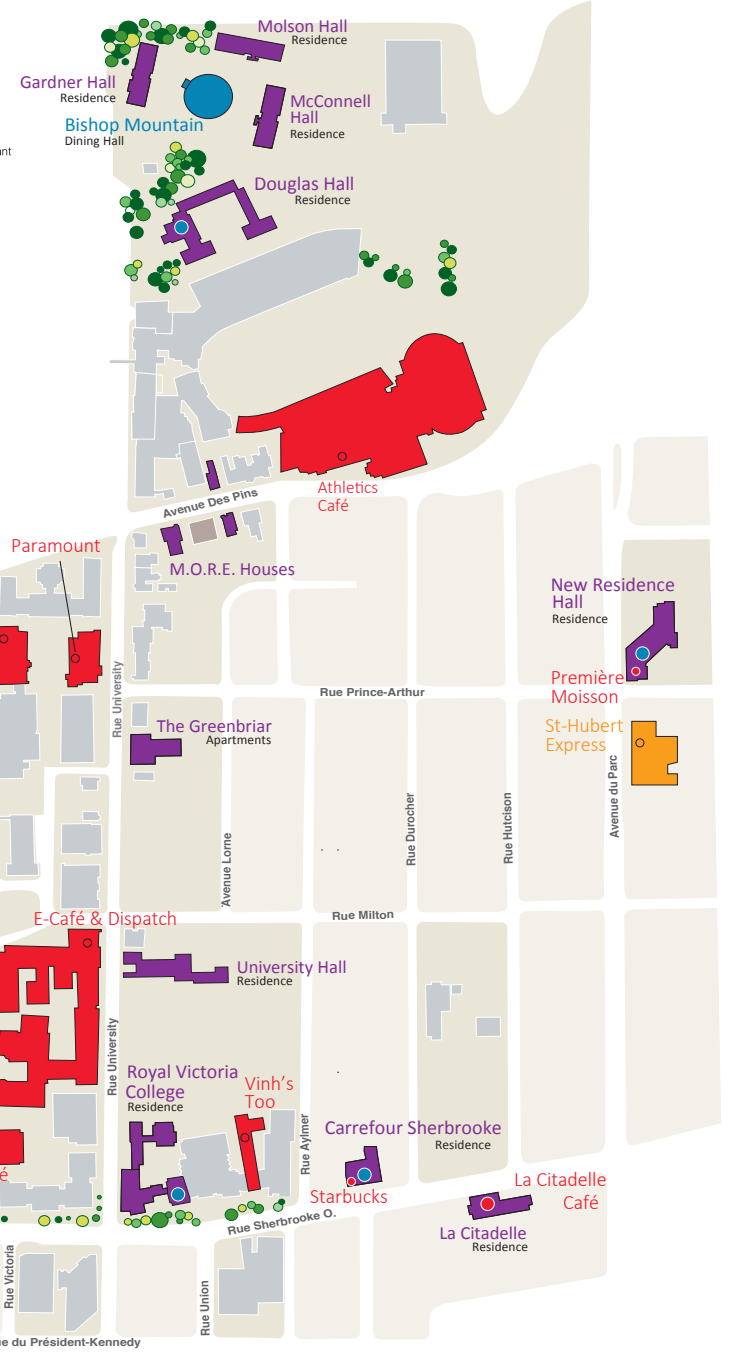 Molson Hall
Residence
Gardner Hall
Residence
McConnell
Hall
Residence
Bishop Mountain
Dining Hall
Douglas Hall
Residence
Athletics
Café
Avenue Des Pins
Paramount
M.O.R.E. Houses
New Residence
Hall
Residence
Première
Moisson
Rue University
Rue Prince-Arthur
St-Hubert
Express
The Greenbriar
Apartments
Avenue du Parc
Rue Durocher
Rue Hutcison
Avenue Lorne
E-Café & Dispatch
Rue Milton
University Hall
Residence
Rue University
Royal Victoria
College
Residence
Vinh's
Too
Rue Aylmer
Carrefour Sherbrooke
Residence
Starbucks
La Citadelle
Café
La Citadelle
Residence
Rue Sherbrooke O.
Rue Victoria
Rue Union
e du Président-Kennedy